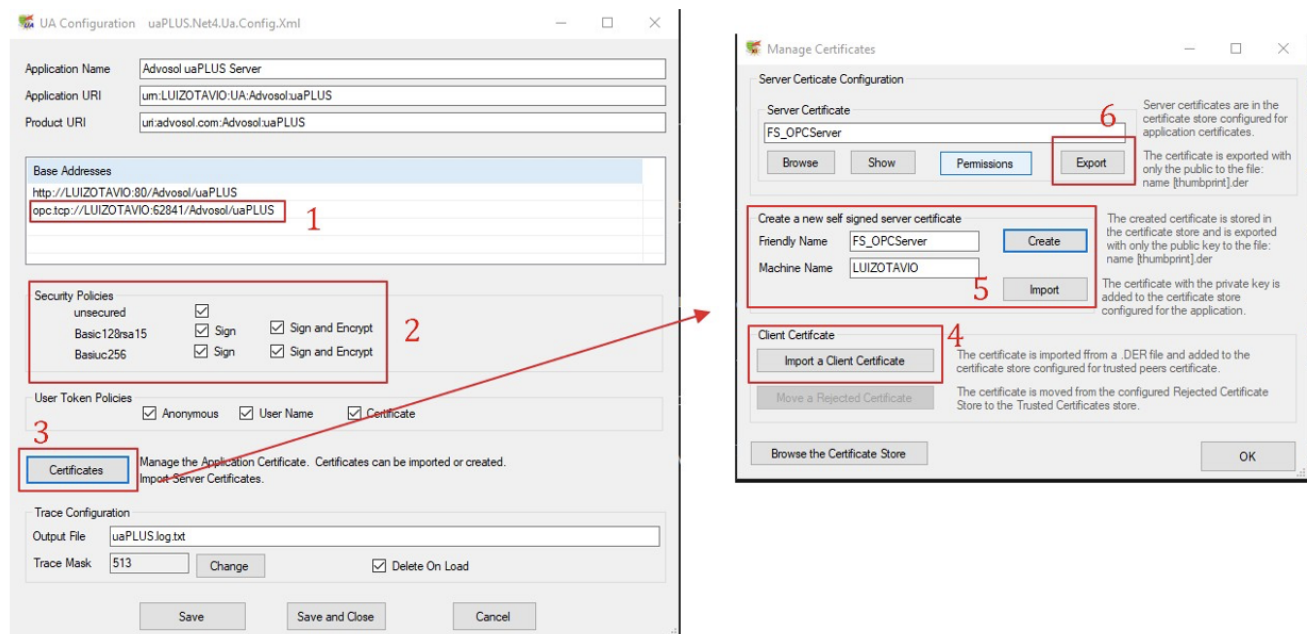 UA Configuration uaPLUS.Net4.Ua.Config.Xml
Application Name Advosol uaPLUS Server
Application URI urn:LUIZOTAVIO:UA:Advosol:uaPLUS
Product URI uri:advosol.com:Advosol:uaPLUS
Base Addresses
http://LUIZOTAVIO:80/Advosol/uaPLUS
opc.tcp://LUIZOTAVIO:62841/Advosol/uaPLUS
1
Security Policies
unsecured
Basic128rsa15 Sign Sign and Encrypt
Basiuc256 Sign Sign and Encrypt
2
User Token Policies
Anonymous User Name Certificate
3
Certificates
Manage the Application Certificate. Certificates can be imported or created.
Import Server Certificates.
Trace Configuration
Output File uaPLUS.log.txt
Trace Mask 513 Change Delete On Load
Save Save and Close Cancel
Manage Certificates
Server Certicate Configuration
Server Certificate
FS_OPCServer
Browse Show Permissions Export
6
Server certificates are in the
certificate store configured for
application certificates.
The certificate is exported with
only the public to the file:
name [thumbprint].der
Create a new self signed server certificate
Friendly Name FS_OPCServer Create
Machine Name LUIZOTAVIO
5
Import
The created certificate is stored in
the certificate store and is exported
with only the public key to the file:
name [thumbprint].der
The certificate with the private key is
added to the certificate store
configured for the application.
Client Certificate
4
Import a Client Certificate
The certificate is imported ffrom a .DER file and added to the
certificate store configured for trusted peers certificate.
Move a Rejected Certificate
The certificate is moved from the configured Rejected Certificate
Store to the Trusted Certificates store.
Browse the Certificate Store
OK